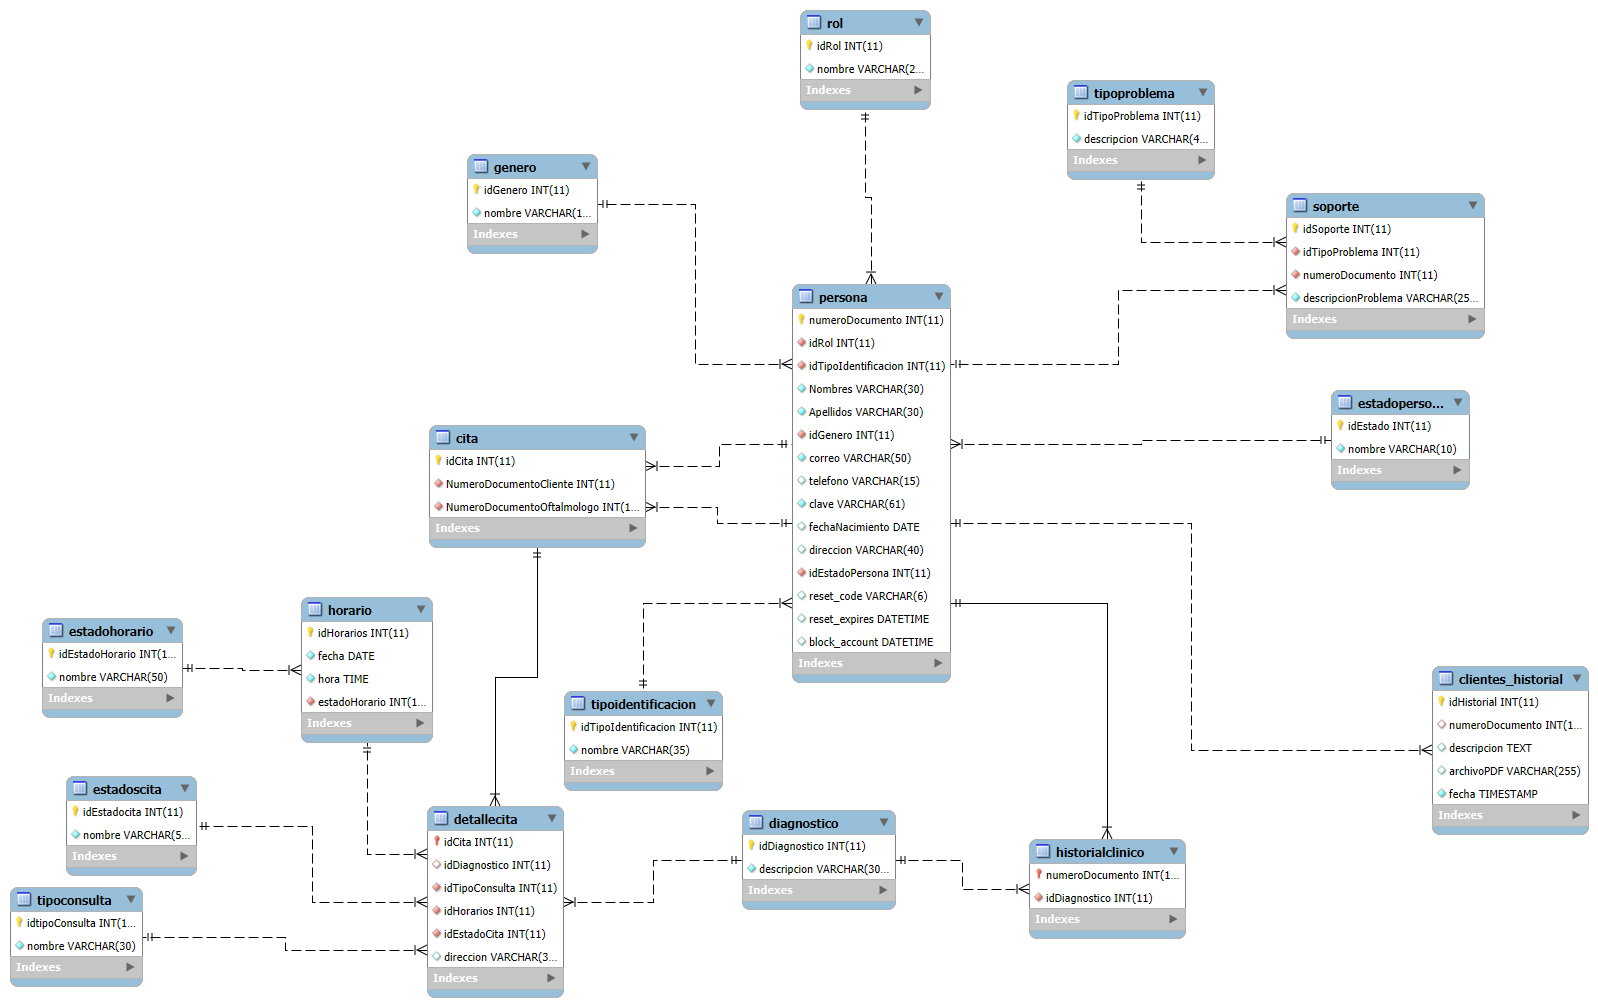 rol
idRol INT(11)
nombre VARCHAR(2...
Indexes
tipoproblema
idTipoProblema INT(11)
descripcion VARCHAR(4...
Indexes
genero
idGenero INT(11)
nombre VARCHAR(1...
Indexes
soporte
idSoporte INT(11)
idTipoProblema INT(11)
numeroDocumento INT(11)
descripcionProblema VARCHAR(25...
Indexes
persona
numeroDocumento INT(11)
idRol INT(11)
idTipoIdentificacion INT(11)
Nombres VARCHAR(30)
Apellidos VARCHAR(30)
idGenero INT(11)
correo VARCHAR(50)
telefono VARCHAR(15)
clave VARCHAR(61)
fechaNacimiento DATE
direccion VARCHAR(40)
idEstadoPersona INT(11)
reset_code VARCHAR(6)
reset_expires DATETIME
block_account DATETIME
Indexes
estadoperso...
idEstado INT(11)
nombre VARCHAR(10)
Indexes
cita
idCita INT(11)
NumeroDocumentoCliente INT(11)
NumeroDocumentoOftalmologo INT(1...
Indexes
horario
idHorarios INT(11)
fecha DATE
hora TIME
estadoHorario INT(1...
Indexes
estadohorario
idEstadoHorario INT(1...
nombre VARCHAR(50)
Indexes
tipoidentificacion
idTipoIdentificacion INT(11)
nombre VARCHAR(35)
Indexes
clientes_historial
idHistorial INT(11)
numeroDocumento INT(1...
descripcion TEXT
archivoPDF VARCHAR(255)
fecha TIMESTAMP
Indexes
estadoscita
idEstadocita INT(11)
nombre VARCHAR(5...
Indexes
detallecita
idCita INT(11)
idDiagnostico INT(11)
idTipoConsulta INT(11)
idHorarios INT(11)
idEstadoCita INT(11)
direccion VARCHAR(3...
Indexes
diagnostico
idDiagnostico INT(11)
descripcion VARCHAR(30...
Indexes
historialclinico
numeroDocumento INT(1...
idDiagnostico INT(11)
Indexes
tipoconsulta
idtipoConsulta INT(1...
nombre VARCHAR(30)
Indexes